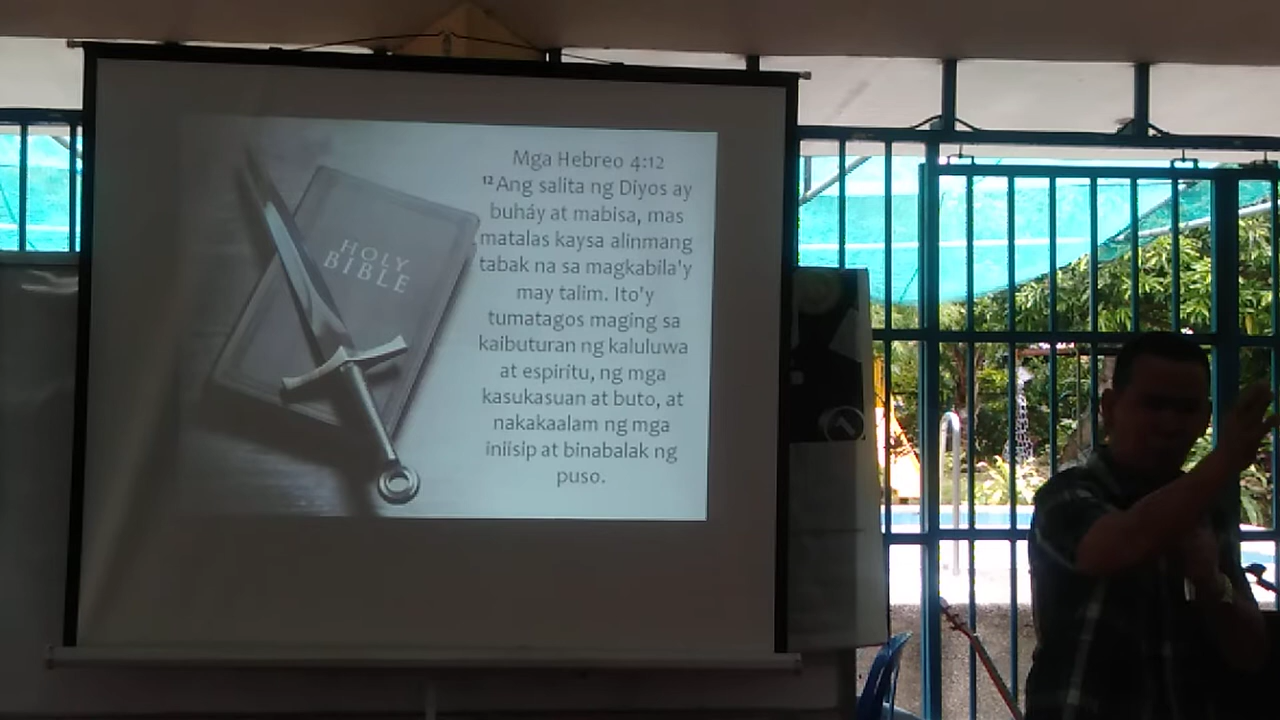 HOLY
BIBLE
Mga Hebreo 4:12
¹²Ang salita ng Diyos ay
buháy at mabisa, mas
matalas kaysa alinmang
tabak na sa magkabila'y
may talim. Ito'y
tumatagos maging sa
kaibuturan ng kaluluwa
at espiritu, ng mga
kasukasuan at buto, at
nakakaalam ng mga
iniisip at binabalak ng
puso.